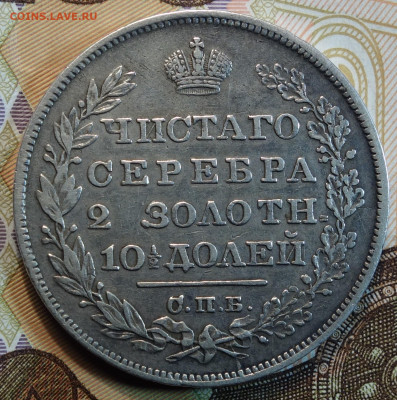 COINS.LAVE.RU
ЧИСТАГО
СЕРЕБРА
2 ЗОЛОТН.
10½ ДОЛЕЙ
С.П.Б.